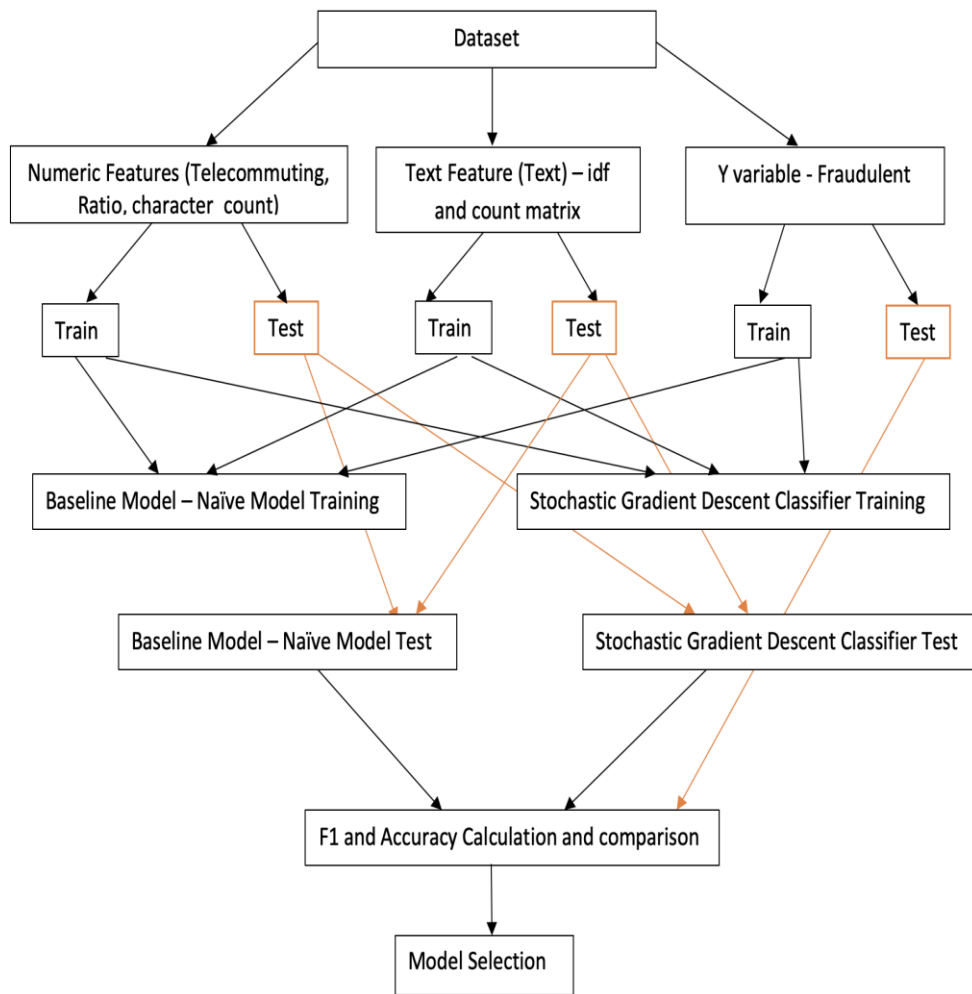 Dataset
Numeric Features (Telecommuting,
Ratio, character count)
Text Feature (Text) – idf
and count matrix
Y variable - Fraudulent
Train
Test
Train
Test
Train
Test
Baseline Model – Naïve Model Training
Stochastic Gradient Descent Classifier Training
Baseline Model – Naïve Model Test
Stochastic Gradient Descent Classifier Test
F1 and Accuracy Calculation and comparison
Model Selection